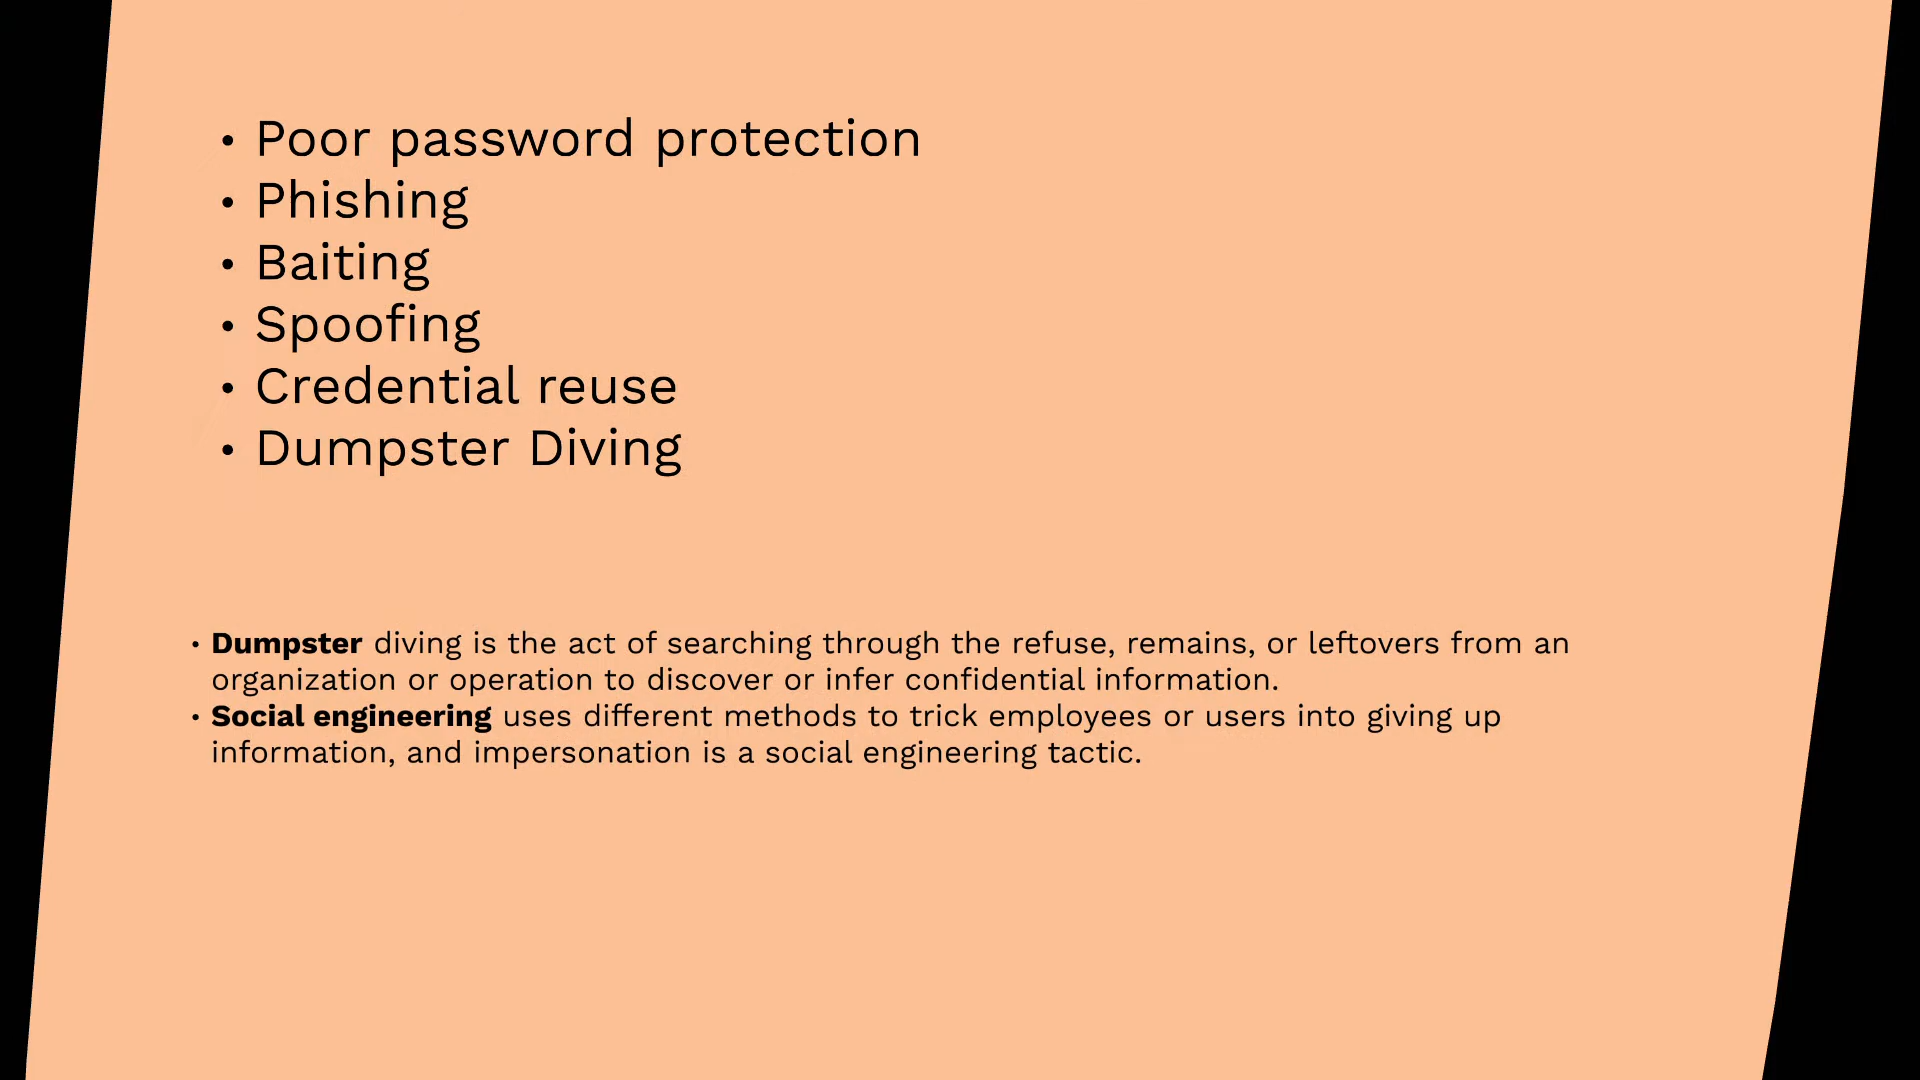 • Poor password protection
• Phishing
• Baiting
• Spoofing
• Credential reuse
• Dumpster Diving
• Dumpster diving is the act of searching through the refuse, remains, or leftovers from an
organization or operation to discover or infer confidential information.
• Social engineering uses different methods to trick employees or users into giving up
information, and impersonation is a social engineering tactic.